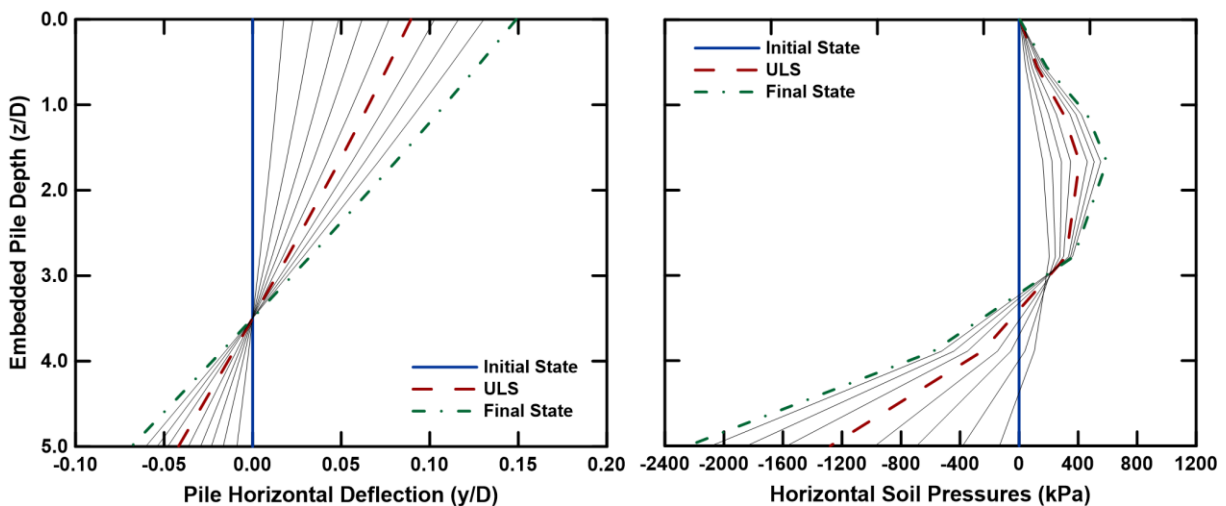 0.0
1.0
2.0
3.0
4.0
5.0
Embedded Pile Depth (z/D)
Initial State
ULS
Final State
-0.10
-0.05
0.00
0.05
0.10
0.15
0.20
Pile Horizontal Deflection (y/D)
Initial State
ULS
Final State
-2400
-2000
-1600
-1200
-800
-400
0
400
800
1200
Horizontal Soil Pressures (kPa)